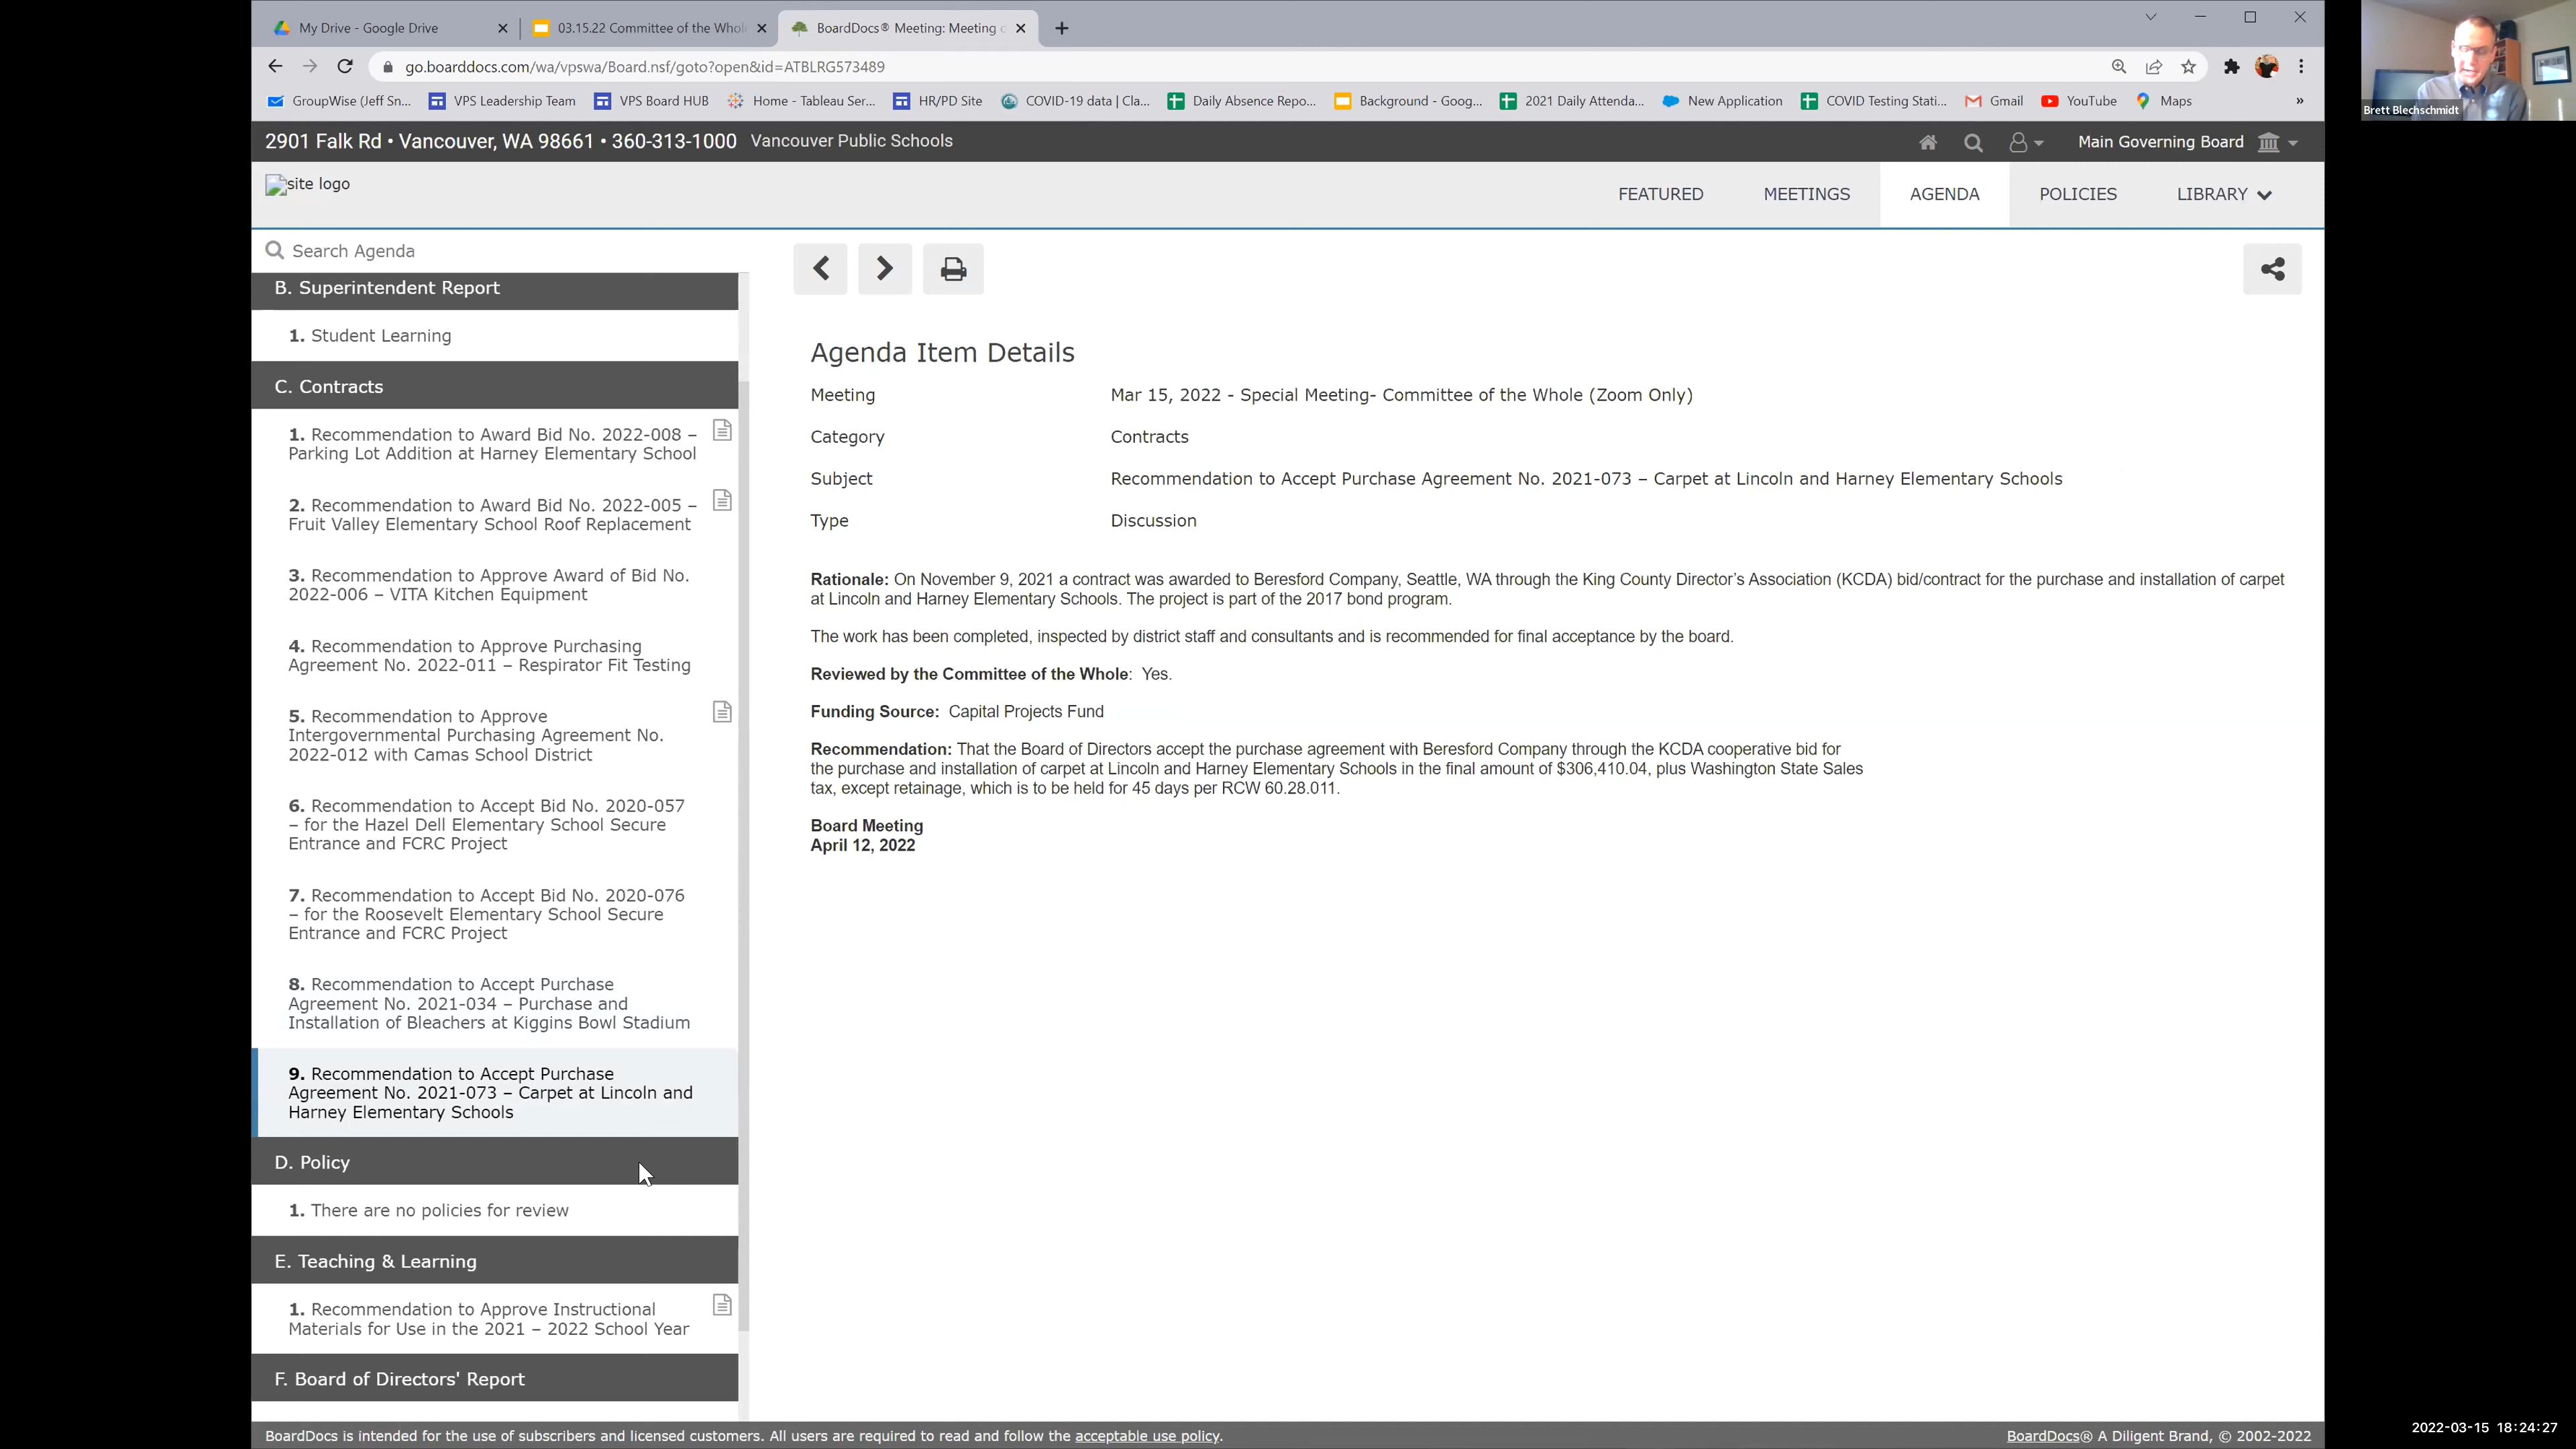 My Drive - Google Drive
03.15.22 Committee of the Whol
BoardDocs® Meeting: Meeting
go.boarddocs.com/wa/vpswa/Board.nsf/goto?open&id=ATBLRG573489
GroupWise (Jeff Sn...
VPS Leadership Team
VPS Board HUB
Home - Tableau Ser...
HR/PD Site
COVID-19 data | Cla...
Daily Absence Repo...
Background - Goog...
2021 Daily Attenda...
New Application
COVID Testing Stati...
Gmail
YouTube
Maps
»
Brett Blechschmidt
2901 Falk Rd • Vancouver, WA 98661 • 360-313-1000 Vancouver Public Schools
Main Governing Board
site logo
FEATURED
MEETINGS
AGENDA
POLICIES
LIBRARY
Search Agenda
B. Superintendent Report
1. Student Learning
C. Contracts
1. Recommendation to Award Bid No. 2022-008 –
Parking Lot Addition at Harney Elementary School
2. Recommendation to Award Bid No. 2022-005 –
Fruit Valley Elementary School Roof Replacement
3. Recommendation to Approve Award of Bid No.
2022-006 – VITA Kitchen Equipment
4. Recommendation to Approve Purchasing
Agreement No. 2022-011 – Respirator Fit Testing
5. Recommendation to Approve
Intergovernmental Purchasing Agreement No.
2022-012 with Camas School District
6. Recommendation to Accept Bid No. 2020-057
– for the Hazel Dell Elementary School Secure
Entrance and FCRC Project
7. Recommendation to Accept Bid No. 2020-076
– for the Roosevelt Elementary School Secure
Entrance and FCRC Project
8. Recommendation to Accept Purchase
Agreement No. 2021-034 – Purchase and
Installation of Bleachers at Kiggins Bowl Stadium
9. Recommendation to Accept Purchase
Agreement No. 2021-073 – Carpet at Lincoln and
Harney Elementary Schools
D. Policy
1. There are no policies for review
E. Teaching & Learning
1. Recommendation to Approve Instructional
Materials for Use in the 2021 – 2022 School Year
F. Board of Directors' Report
Agenda Item Details
Meeting Mar 15, 2022 - Special Meeting- Committee of the Whole (Zoom Only)
Category Contracts
Subject Recommendation to Accept Purchase Agreement No. 2021-073 – Carpet at Lincoln and Harney Elementary Schools
Type Discussion
Rationale: On November 9, 2021 a contract was awarded to Beresford Company, Seattle, WA through the King County Director's Association (KCDA) bid/contract for the purchase and installation of carpet
at Lincoln and Harney Elementary Schools. The project is part of the 2017 bond program.
The work has been completed, inspected by district staff and consultants and is recommended for final acceptance by the board.
Reviewed by the Committee of the Whole: Yes.
Funding Source: Capital Projects Fund
Recommendation: That the Board of Directors accept the purchase agreement with Beresford Company through the KCDA cooperative bid for
the purchase and installation of carpet at Lincoln and Harney Elementary Schools in the final amount of $306,410.04, plus Washington State Sales
tax, except retainage, which is to be held for 45 days per RCW 60.28.011.
Board Meeting
April 12, 2022
BoardDocs is intended for the use of subscribers and licensed customers. All users are required to read and follow the acceptable use policy.
BoardDocs® A Diligent Brand, © 2002-2022
2022-03-15 18:24:27